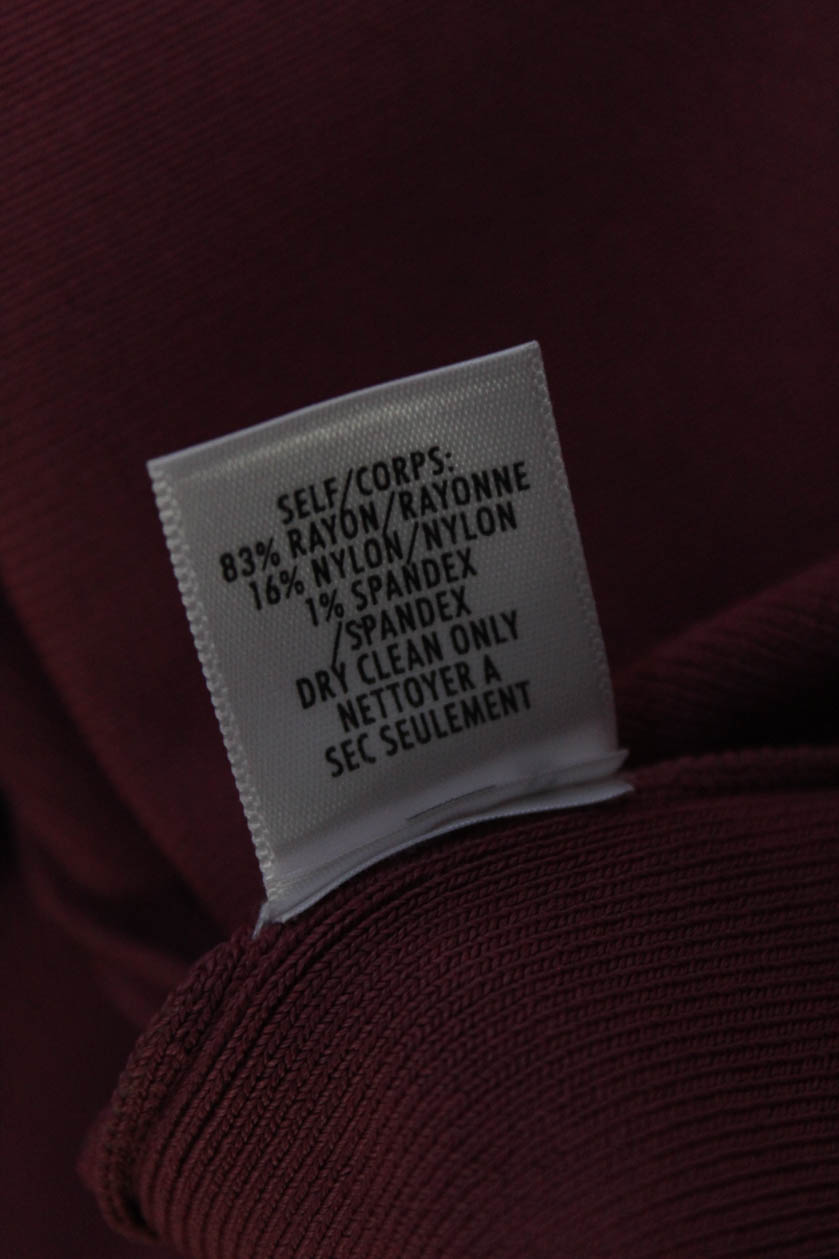 SELF/CORPS:
83% RAYON/RAYONNE
16% NYLON/NYLON
1% SPANDEX
/SPANDEX
DRY CLEAN ONLY
NETTOYER A
SEC SEULEMENT